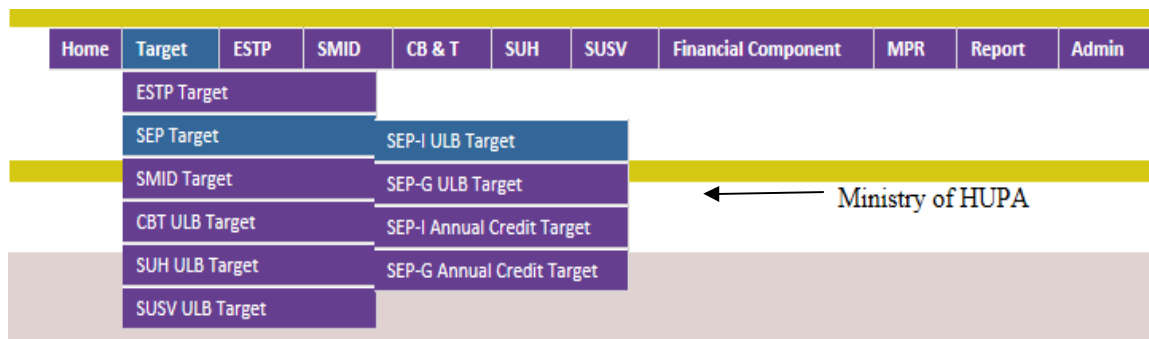 Home Target ESTP SMID CB & T SUH SUSV Financial Component MPR Report Admin
ESTP Target
SEP Target
SMID Target
CBT ULB Target
SUH ULB Target
SUSV ULB Target
SEP-I ULB Target
SEP-G ULB Target
SEP-I Annual Credit Target
SEP-G Annual Credit Target
Ministry of HUPA